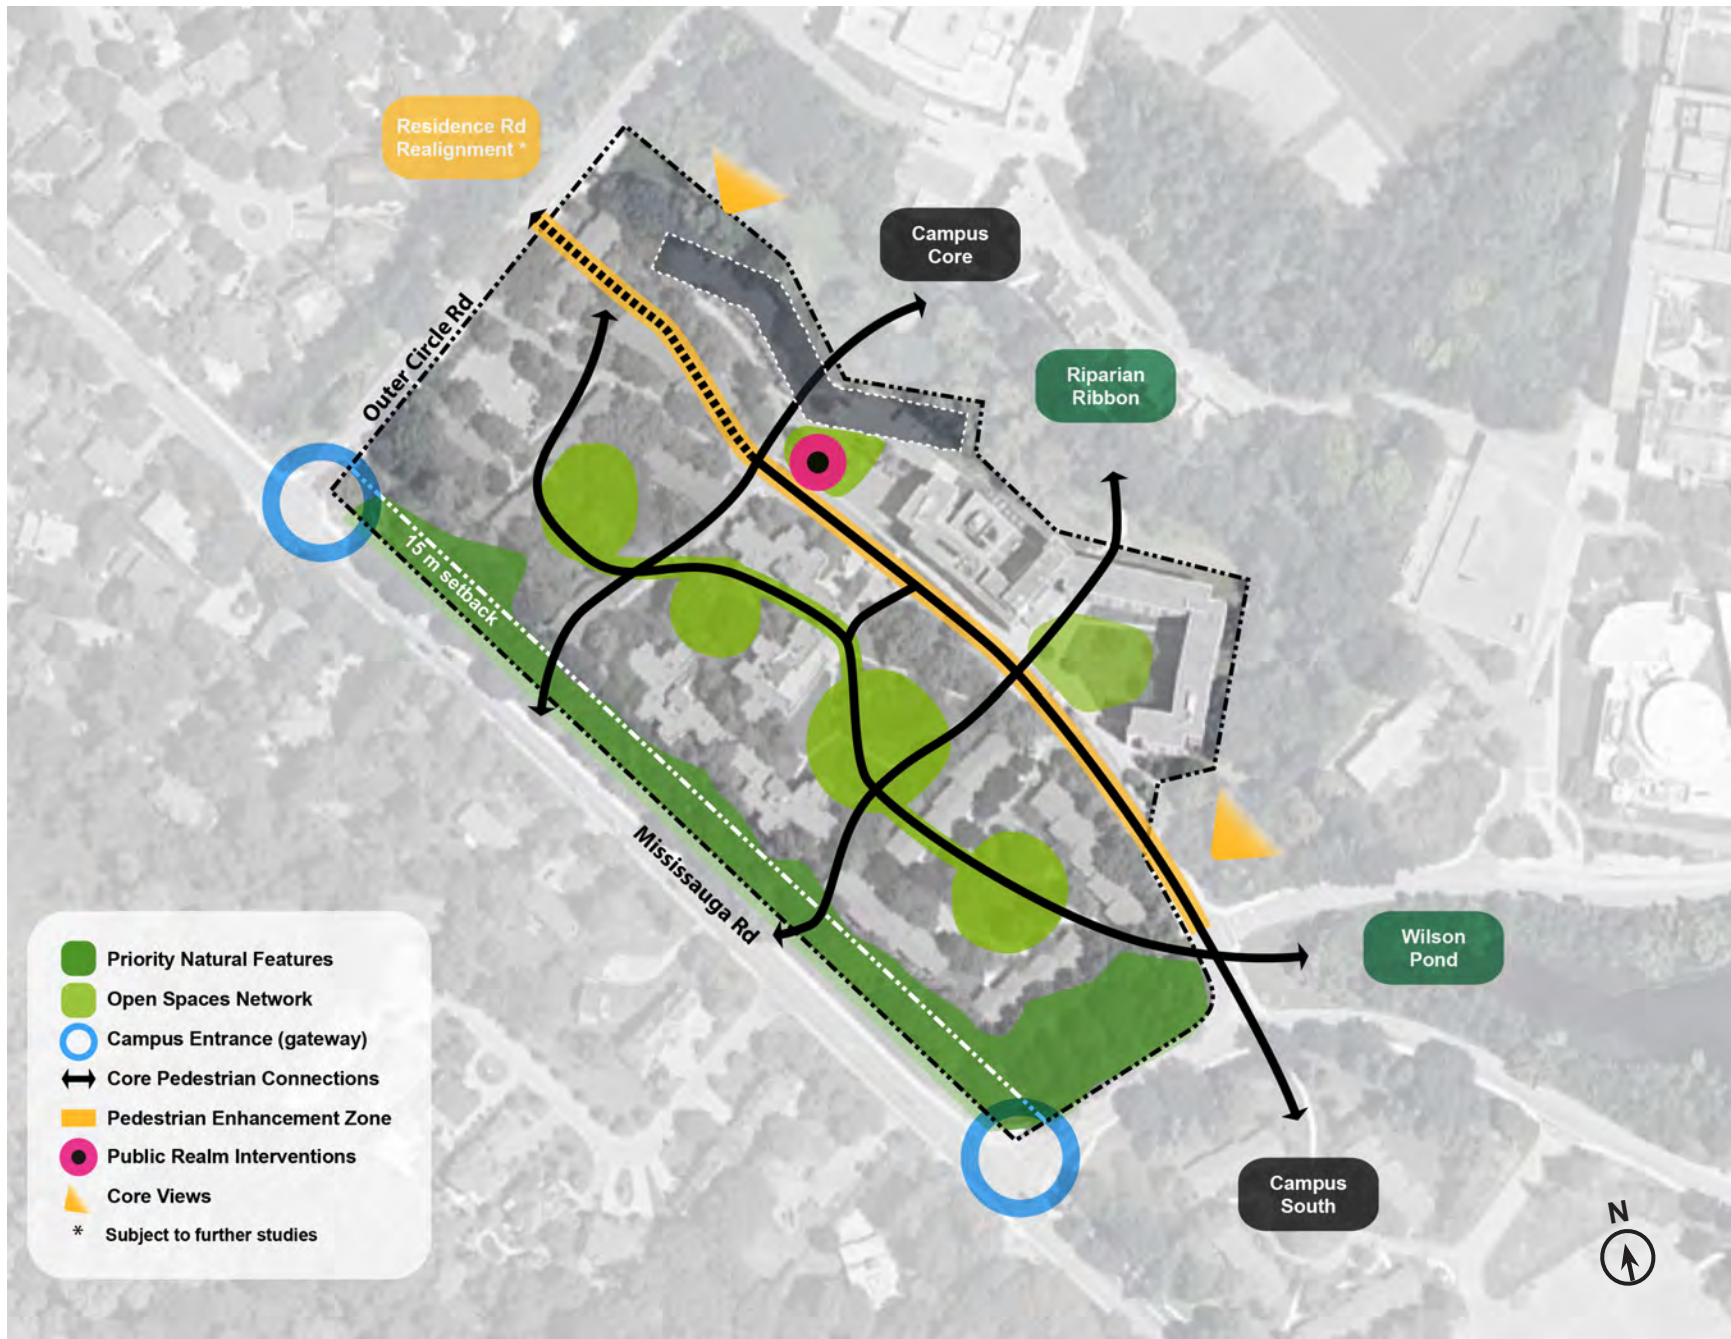 Residence Rd
Realignment *
Campus
Core
Outer Circle Rd
Riparian
Ribbon
15 m setback
Mississauga Rd
Wilson
Pond
Campus
South
Priority Natural Features
Open Spaces Network
Campus Entrance (gateway)
Core Pedestrian Connections
Pedestrian Enhancement Zone
Public Realm Interventions
Core Views
* Subject to further studies
N